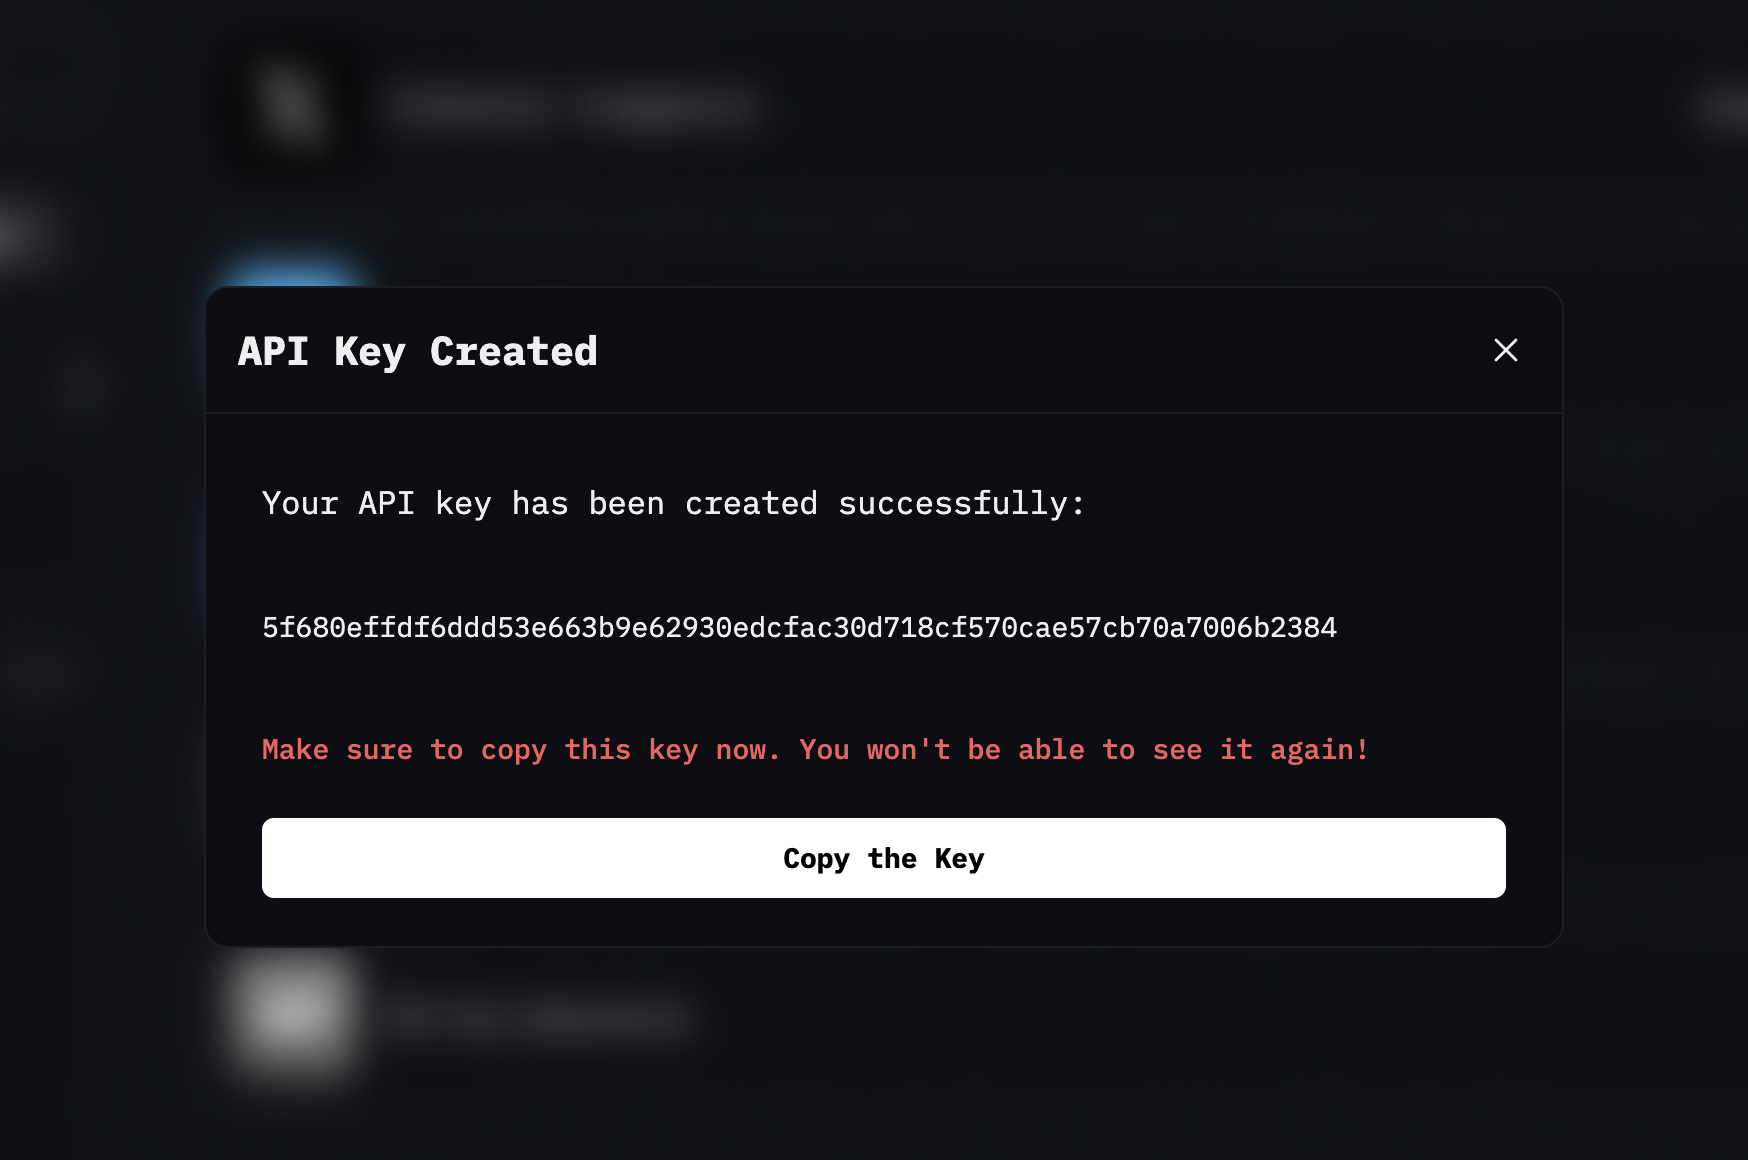 API Key Created
Your API key has been created successfully:
5f680effdf6ddd53e663b9e62930edcfac30d718cf570cae57cb70a7006b2384
Make sure to copy this key now. You won't be able to see it again!
Copy the Key